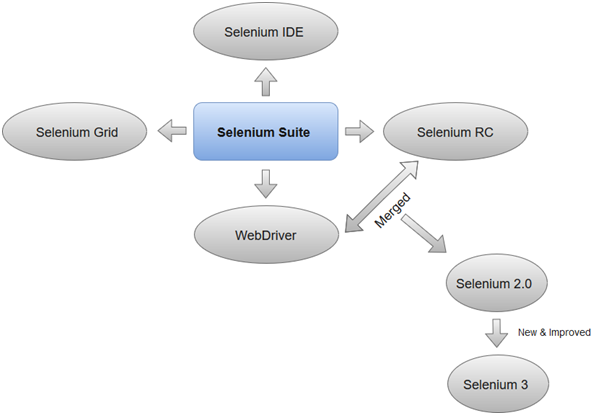 Selenium IDE
Selenium Grid
Selenium Suite
Selenium RC
WebDriver
Merged
Selenium 2.0
New & Improved
Selenium 3